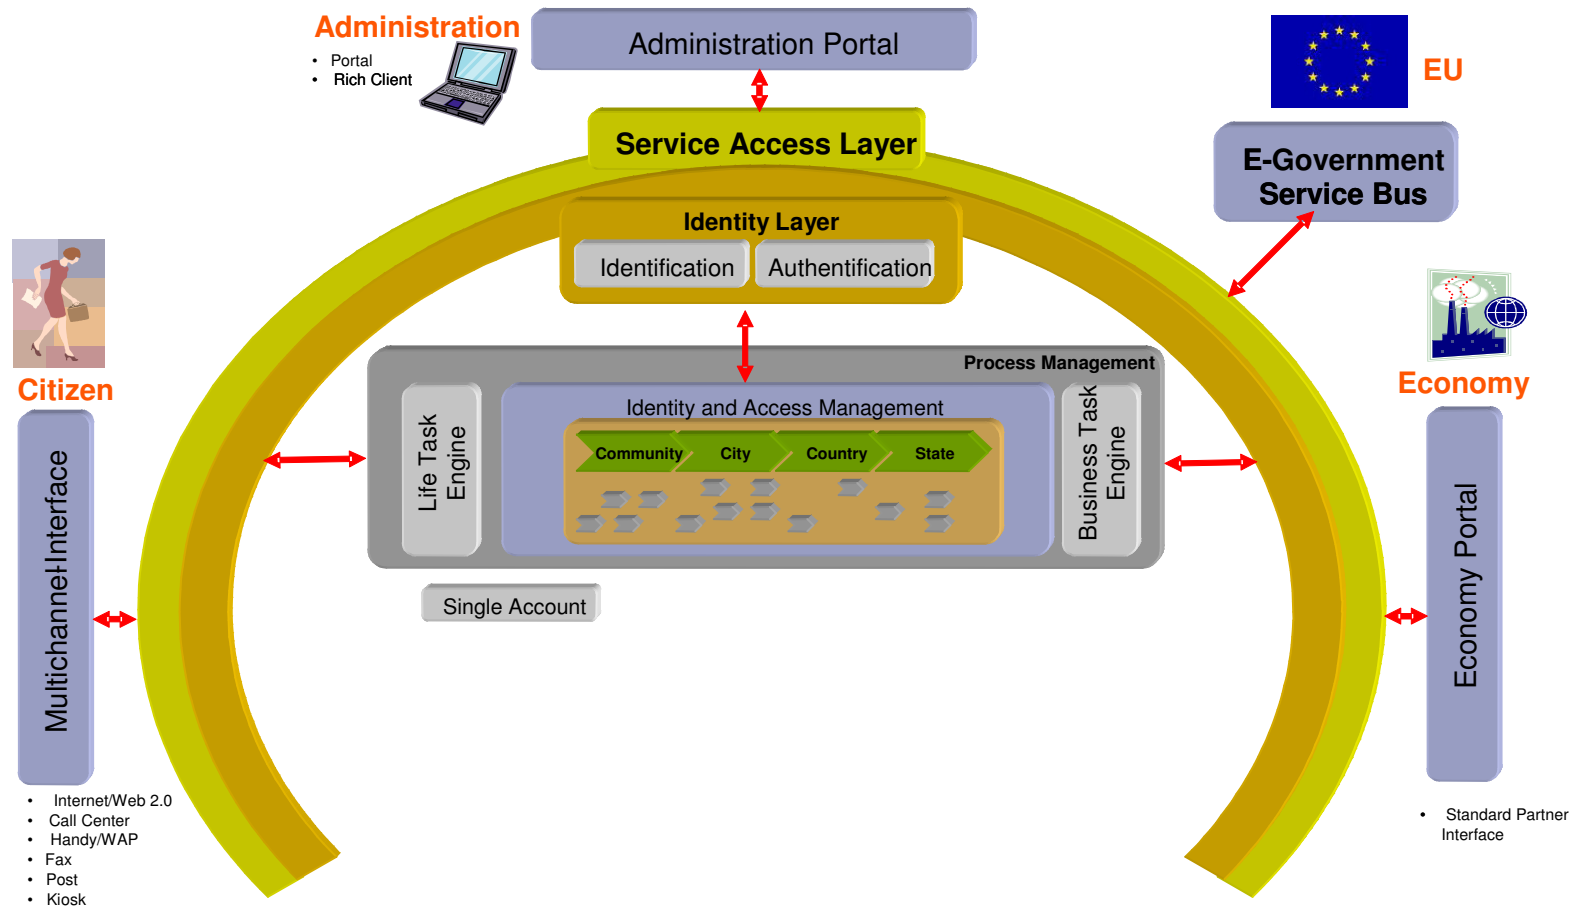 Administration
• Portal
• Rich Client
Administration Portal
EU
Service Access Layer
E-Government
Service Bus
Identity Layer
Identification
Authentification
Citizen
Multichannel-Interface
• Internet/Web 2.0
• Call Center
• Handy/WAP
• Fax
• Post
• Kiosk
Process Management
Life Task
Engine
Identity and Access Management
Community
City
Country
State
Business Task
Engine
Single Account
Economy
Economy Portal
• Standard Partner
Interface